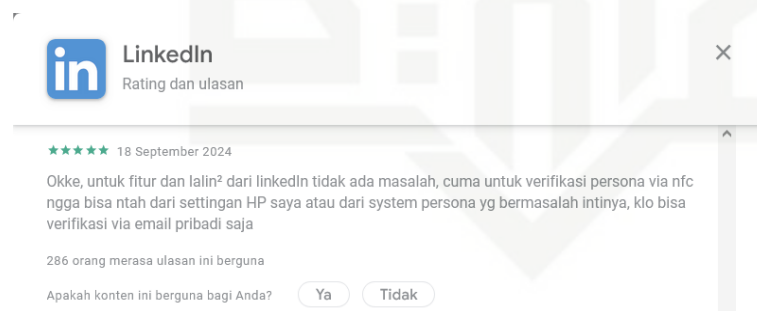 in
LinkedIn
Rating dan ulasan
18 September 2024
Okke, untuk fitur dan lalin² dari linkedIn tidak ada masalah, cuma untuk verifikasi persona via nfc
ngga bisa ntah dari settingan HP saya atau dari system persona yg bermasalah intinya, klo bisa
verifikasi via email pribadi saja
286 orang merasa ulasan ini berguna
Apakah konten ini berguna bagi Anda?
Ya
Tidak